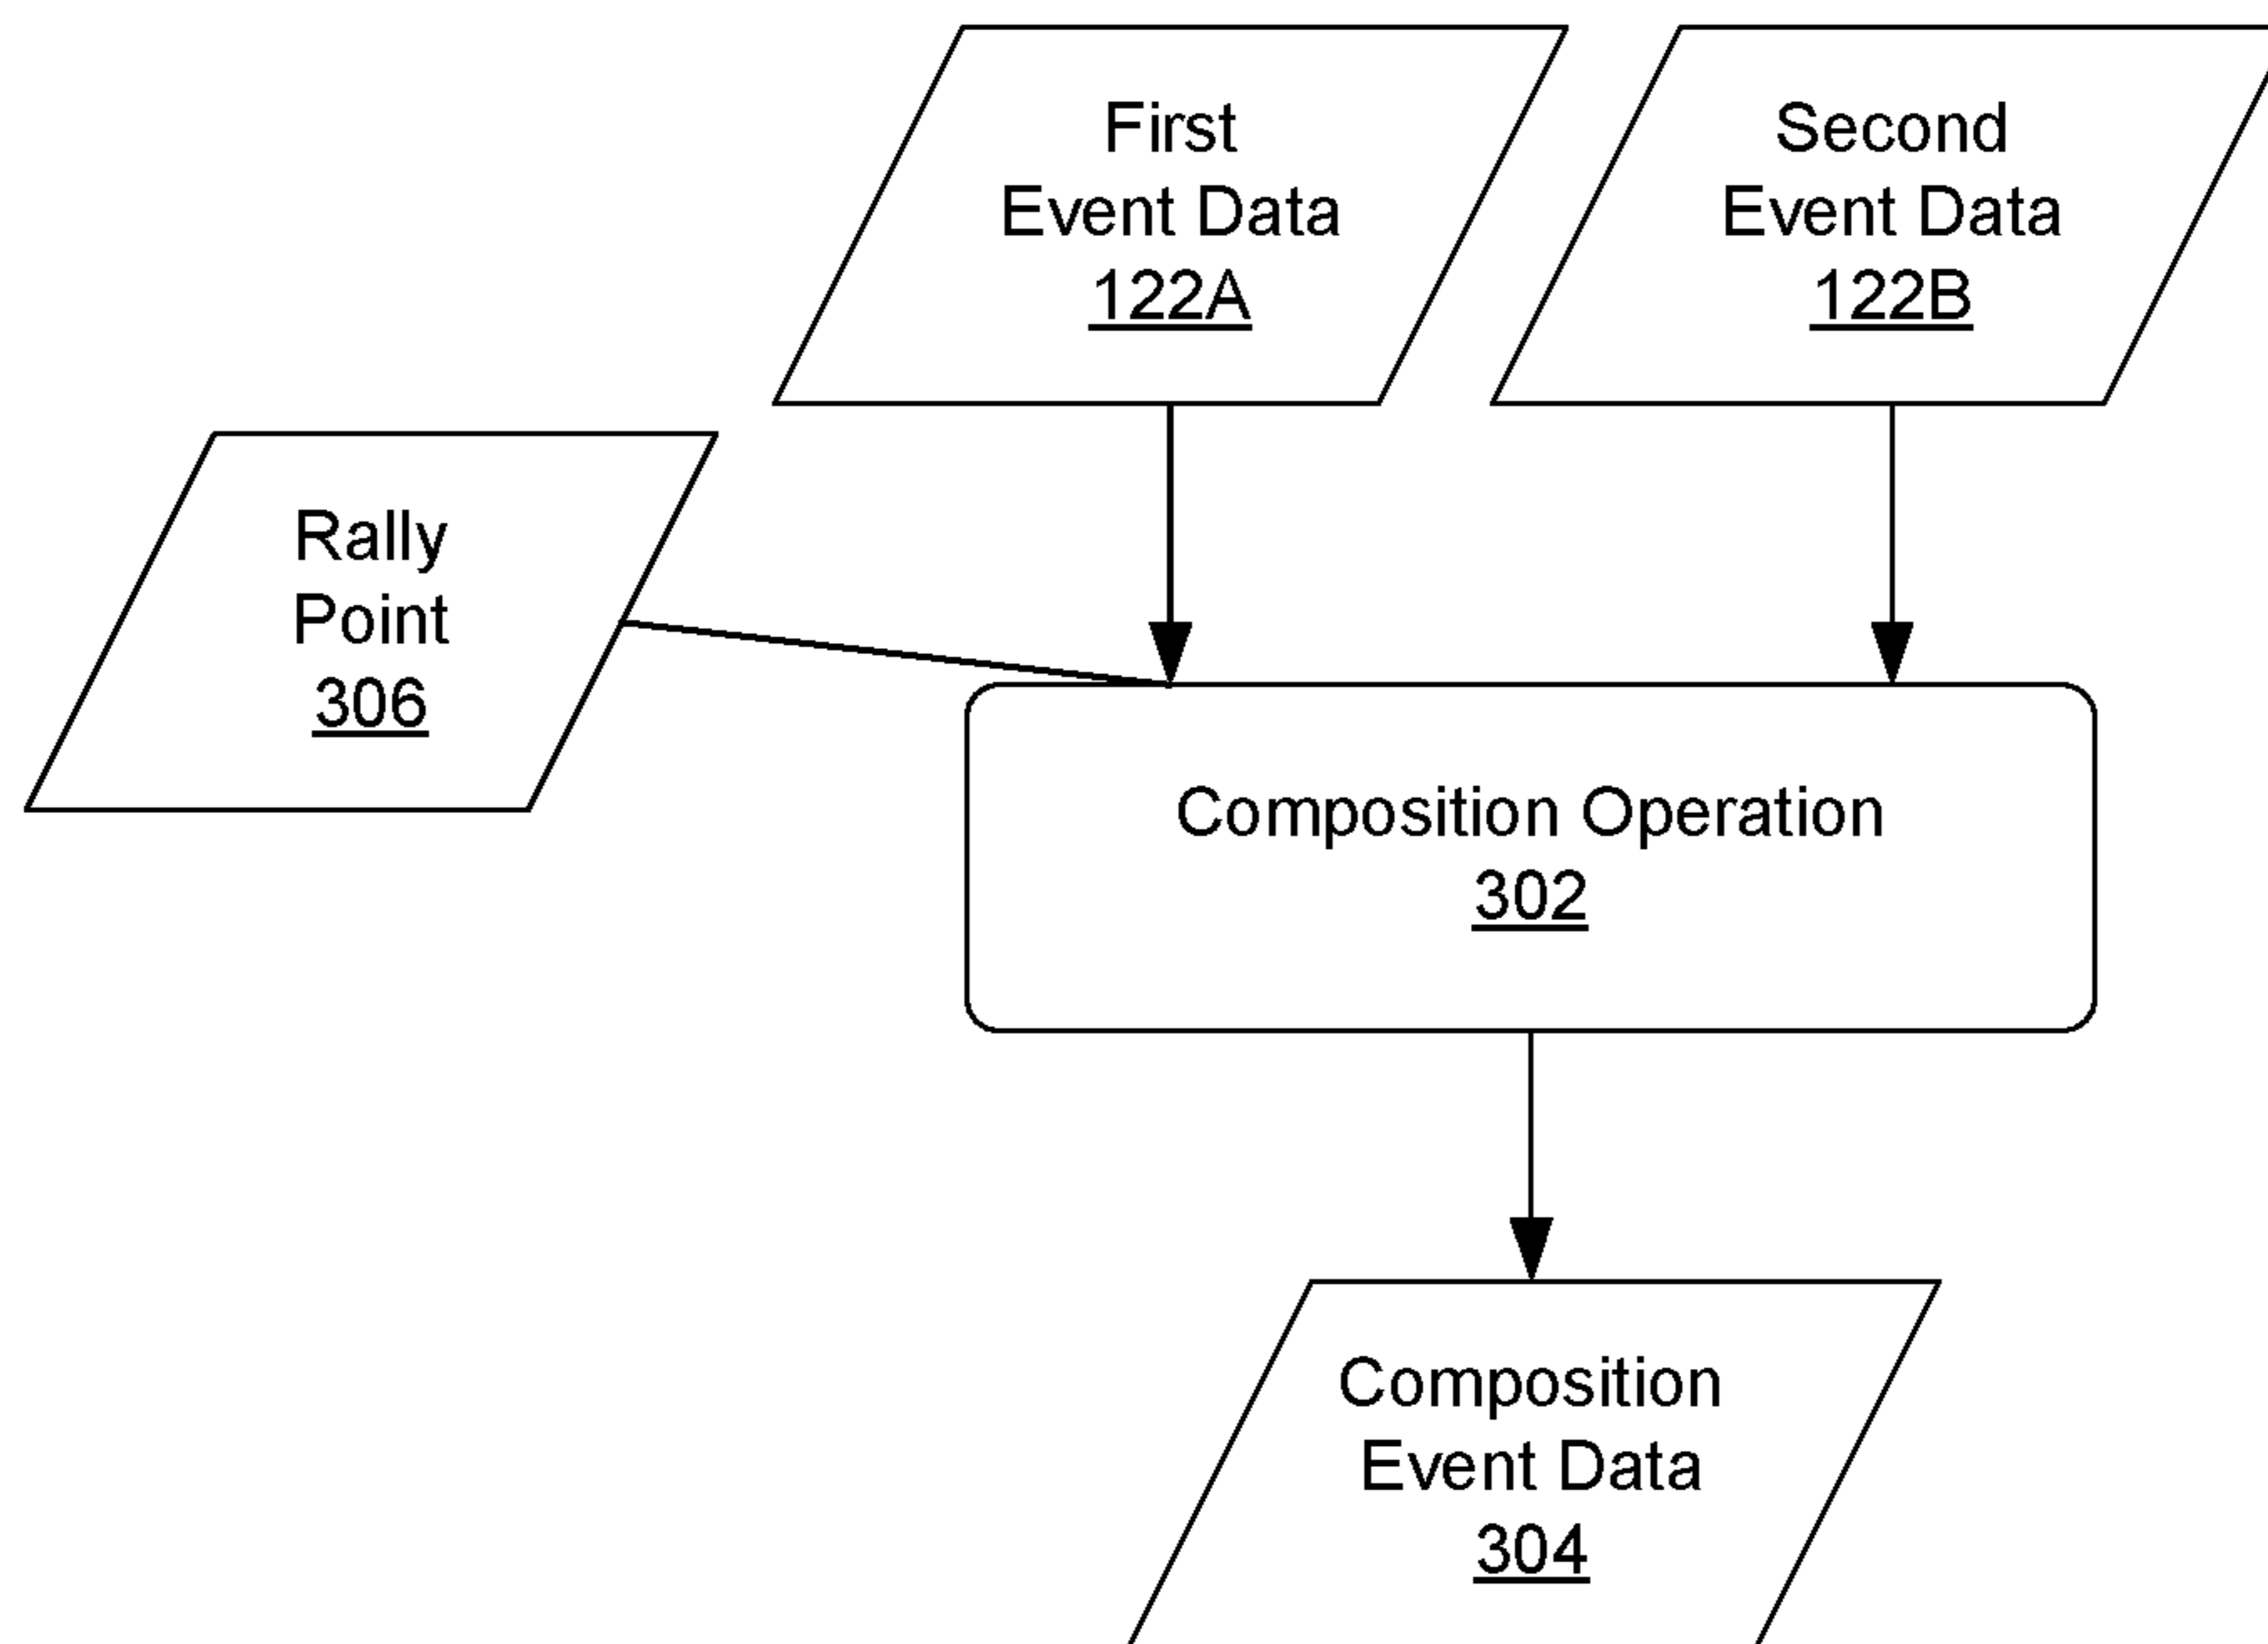 First
Event Data
122A
Second
Event Data
122B
Rally
Point
306
Composition Operation
302
Composition
Event Data
304